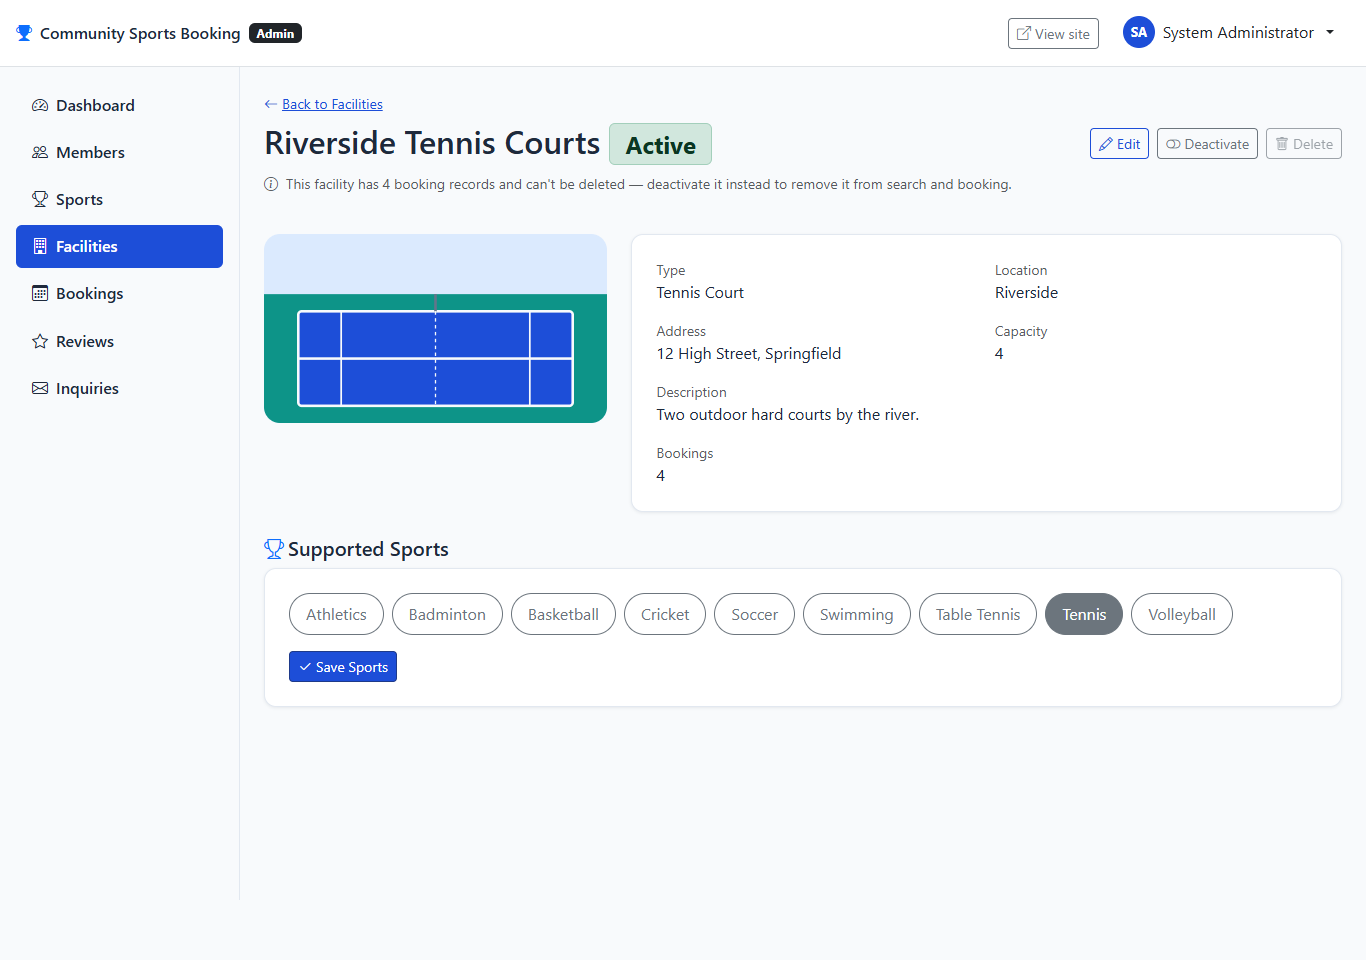 Community Sports Booking Admin
View site
SA System Administrator
Dashboard
Members
Sports
Facilities
Bookings
Reviews
Inquiries
← Back to Facilities
Riverside Tennis Courts Active
Edit
Deactivate
Delete
This facility has 4 booking records and can't be deleted — deactivate it instead to remove it from search and booking.
Type
Tennis Court
Location
Riverside
Address
12 High Street, Springfield
Capacity
4
Description
Two outdoor hard courts by the river.
Bookings
4
Supported Sports
Athletics Badminton Basketball Cricket Soccer Swimming Table Tennis Tennis Volleyball
Save Sports